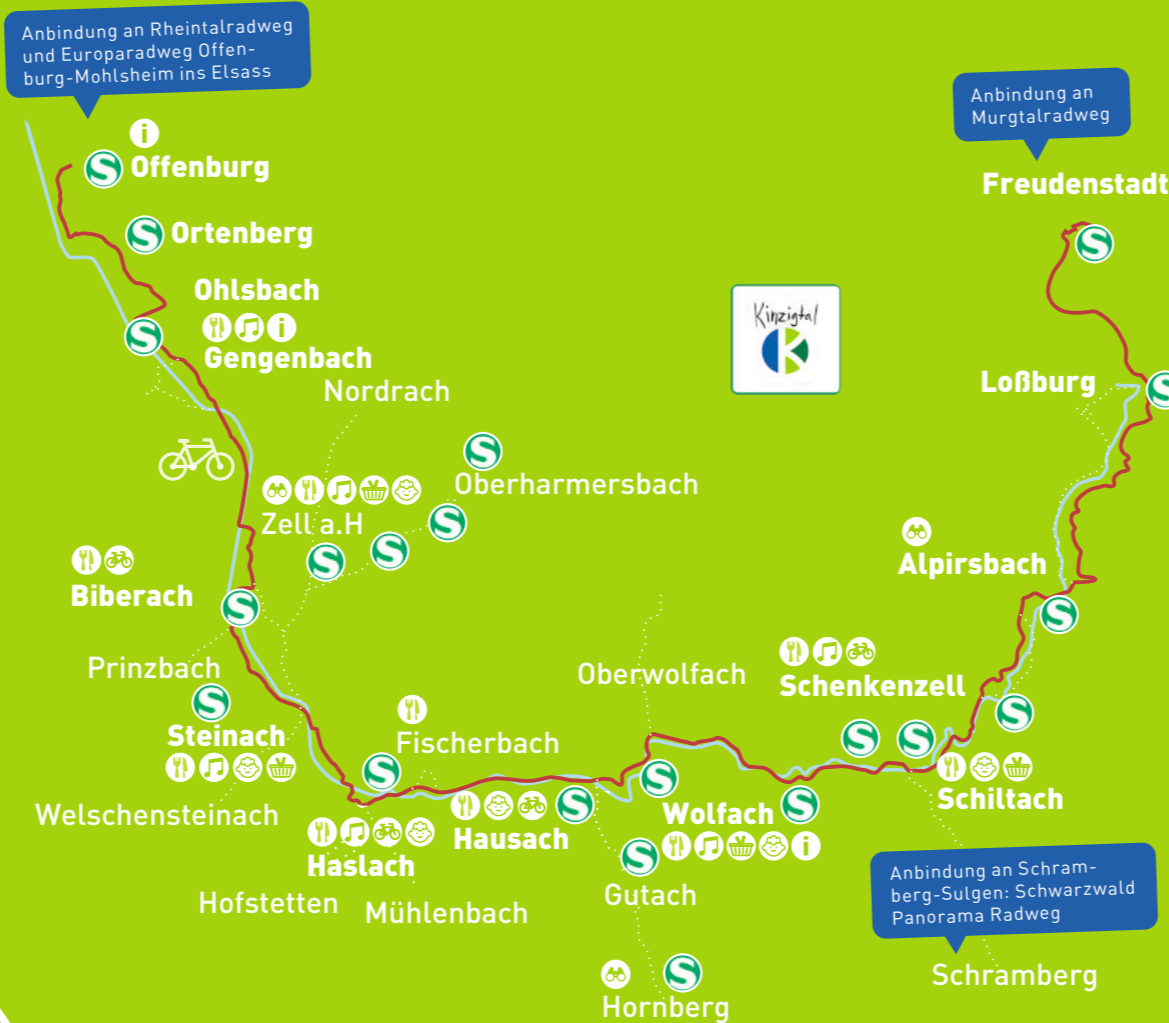 Anbindung an Rheintalradweg
und Europaradweg Offen-
burg-Mohlsheim ins Elsass
Anbindung an
Murgtalradweg
i
S Offenburg
Freudenstadt
S
S Ortenberg
Ohlsbach
i
S
Gengenbach
Kinzigtal
K
Nordrach
Loßburg
S
S
Oberharmersbach
Zell a.H
S
S
S
Alpirsbach
Biberach
S
S
Prinzbach
Oberwolfach
Schenkenzell
S
S
Steinach
Fischerbach
S
S
S
S
Welschensteinach
Hausach
S
Wolfach
S
Schiltach
i
Haslach
S
Gutach
Hofstetten
Mühlenbach
Anbindung an Schram-
berg-Sulgen: Schwarzwald
Panorama Radweg
S
Schramberg
Hornberg